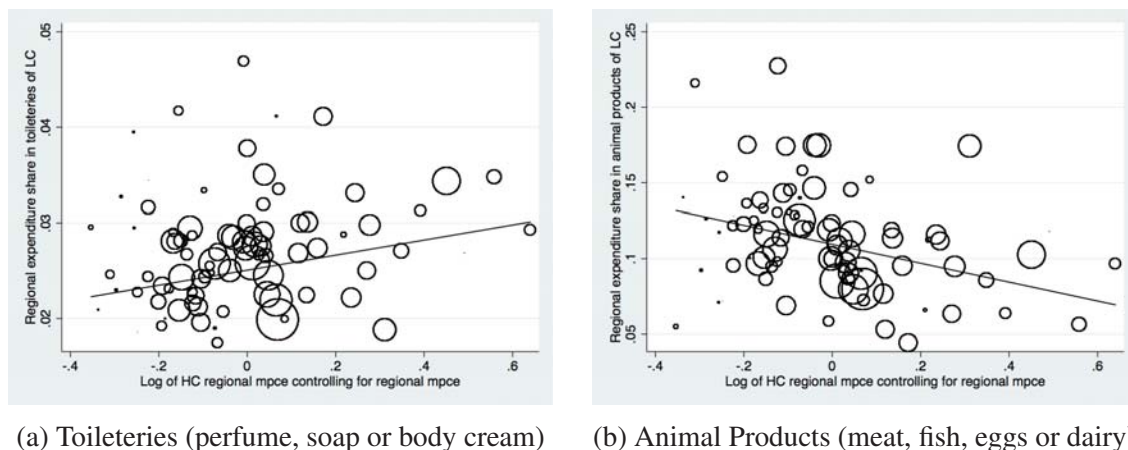 Regional expenditure share in toileteries of LC
.05
.04
.03
.02
-.4 -.2 0 .2 .4 .6
Log of HC regional mpce controlling for regional mpce
(a) Toileteries (perfume, soap or body cream)
Regional expenditure share in animal products of LC
.25
.2
.15
.1
.05
-.4 -.2 0 .2 .4 .6
Log of HC regional mpce controlling for regional mpce
(b) Animal Products (meat, fish, eggs or dairy)